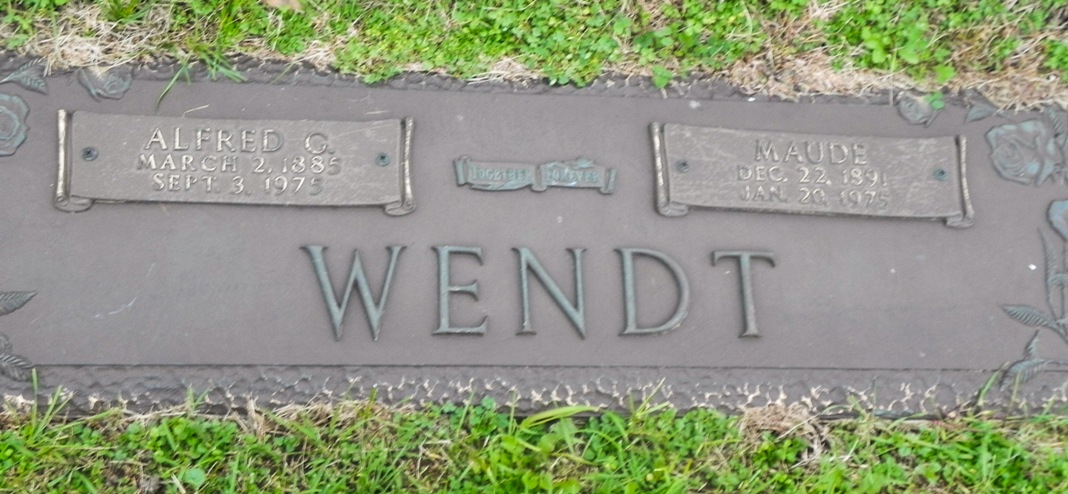 ALFRED G.
MARCH 2, 1885
SEPT. 3, 1975
TOGETHER FOREVER
MAUDE
DEC. 22, 1891
JAN. 20, 1975
WENDT